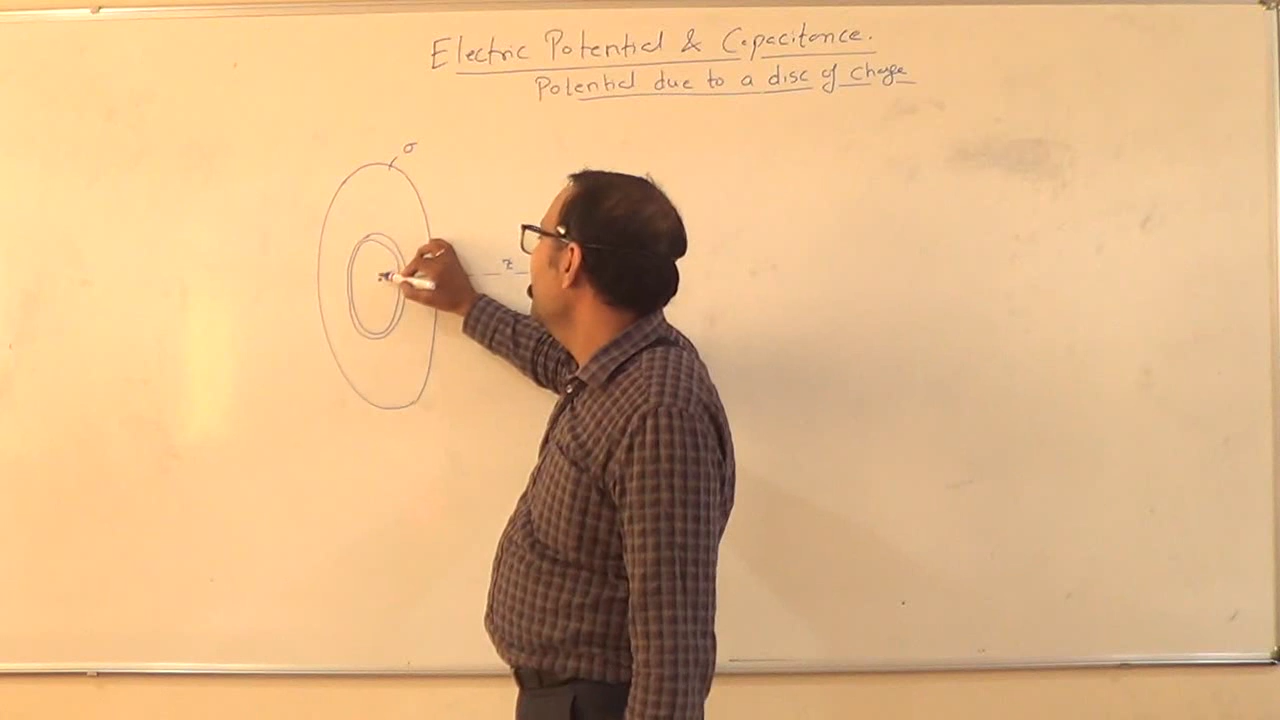 Electric Potential & Capacitance.
Potential due to a disc of charge
σ
z